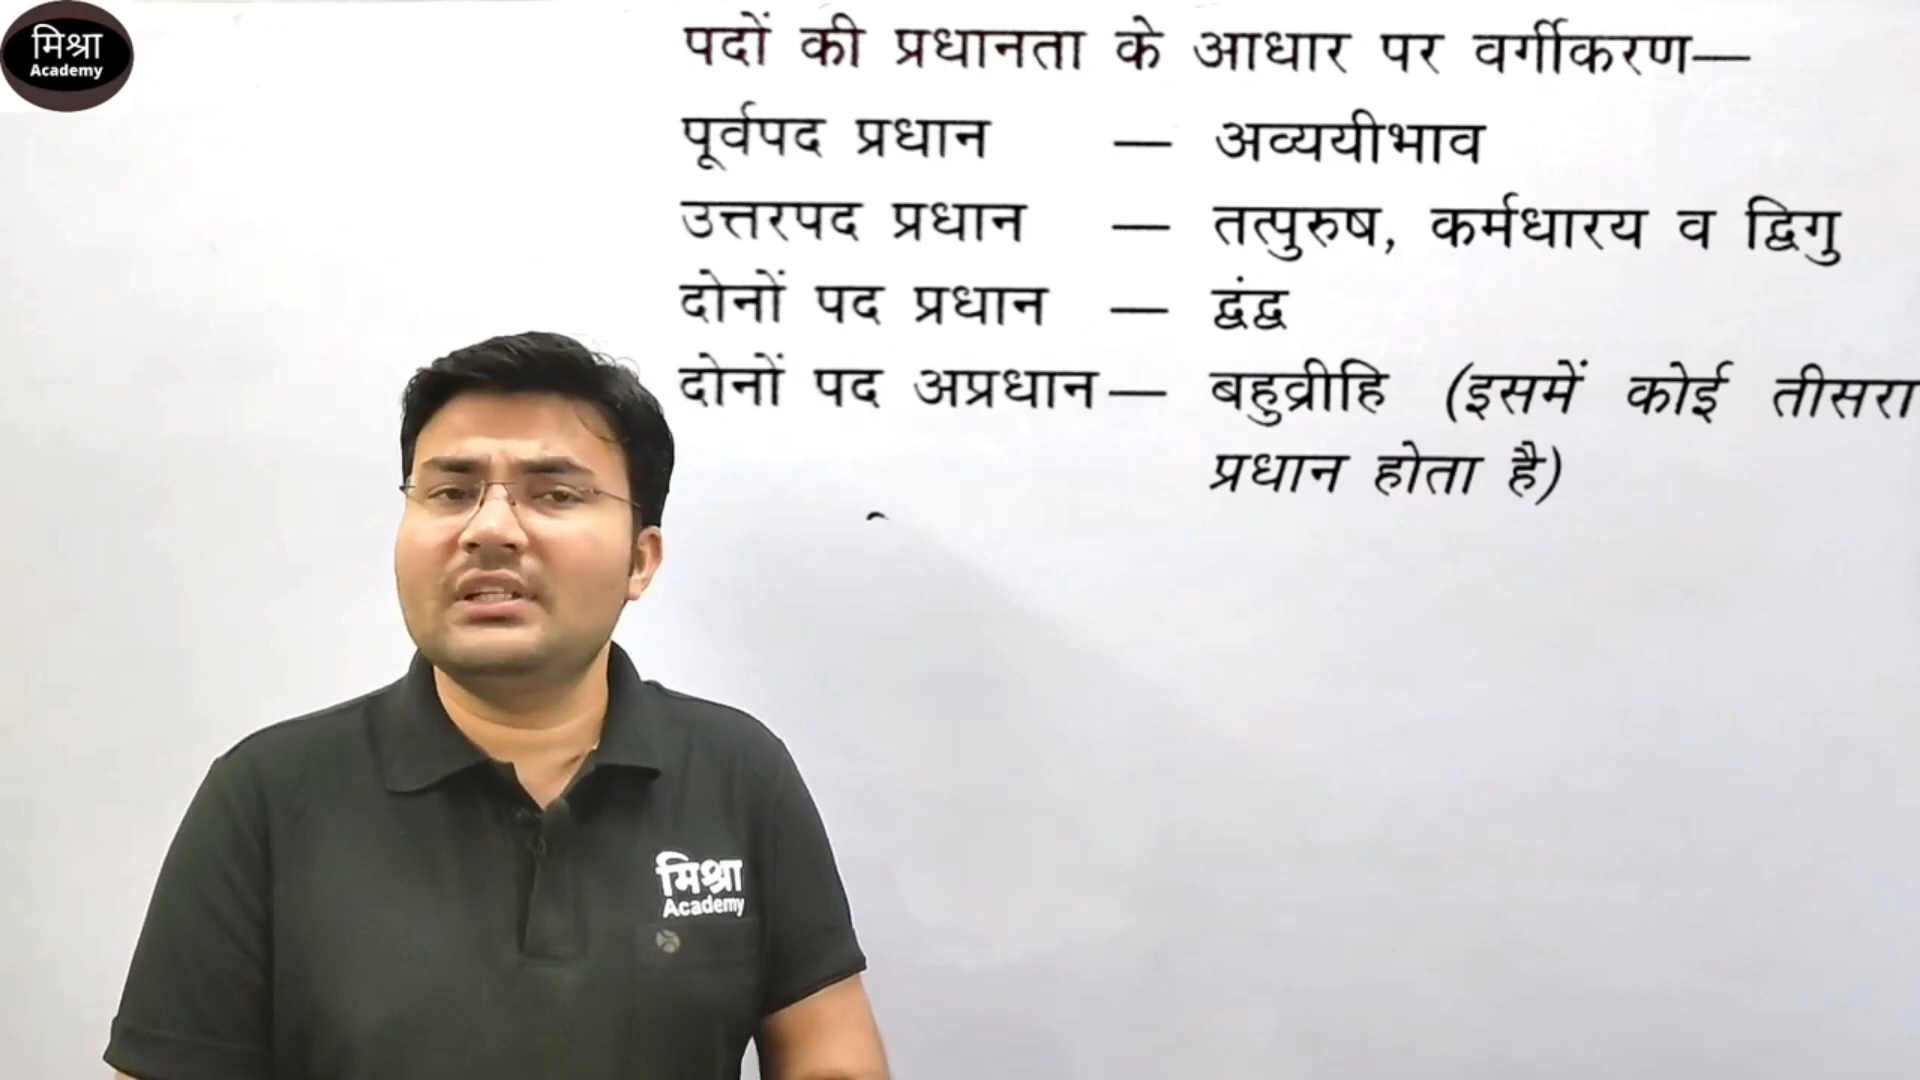 मिश्रा
Academy
पदों की प्रधानता के आधार पर वर्गीकरण—
पूर्वपद प्रधान — अव्ययीभाव
उत्तरपद प्रधान — तत्पुरुष, कर्मधारय व द्विगु
दोनों पद प्रधान — द्वंद्व
दोनों पद अप्रधान— बहुव्रीहि (इसमें कोई तीसरा
प्रधान होता है)
मिश्रा
Academy